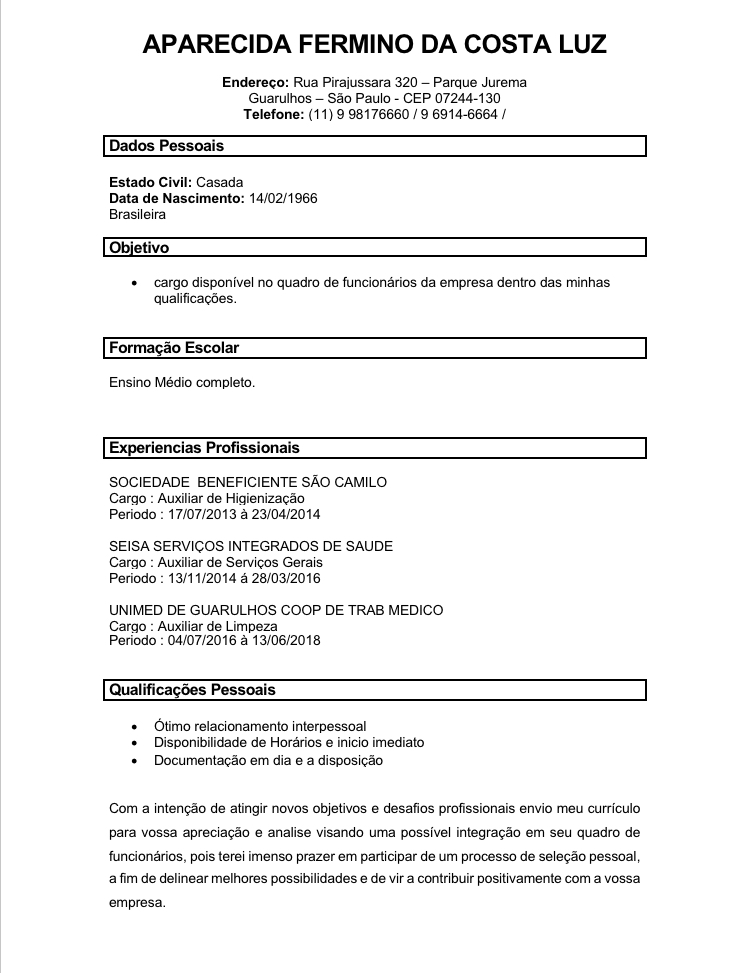 APARECIDA FERMINO DA COSTA LUZ
Endereço: Rua Pirajussara 320 – Parque Jurema
Guarulhos – São Paulo - CEP 07244-130
Telefone: (11) 9 98176660 / 9 6914-6664 /
Dados Pessoais
Estado Civil: Casada
Data de Nascimento: 14/02/1966
Brasileira
Objetivo
• cargo disponível no quadro de funcionários da empresa dentro das minhas
qualificações.
Formação Escolar
Ensino Médio completo.
Experiencias Profissionais
SOCIEDADE  BENEFICIENTE SÃO CAMILO
Cargo : Auxiliar de Higienização
Periodo : 17/07/2013 à 23/04/2014
SEISA SERVIÇOS INTEGRADOS DE SAUDE
Cargo : Auxiliar de Serviços Gerais
Periodo : 13/11/2014 á 28/03/2016
UNIMED DE GUARULHOS COOP DE TRAB MEDICO
Cargo : Auxiliar de Limpeza
Periodo : 04/07/2016 à 13/06/2018
Qualificações Pessoais
• Ótimo relacionamento interpessoal
• Disponibilidade de Horários e inicio imediato
• Documentação em dia e a disposição
Com a intenção de atingir novos objetivos e desafios profissionais envio meu currículo
para vossa apreciação e analise visando uma possível integração em seu quadro de
funcionários, pois terei imenso prazer em participar de um processo de seleção pessoal,
a fim de delinear melhores possibilidades e de vir a contribuir positivamente com a vossa
empresa.